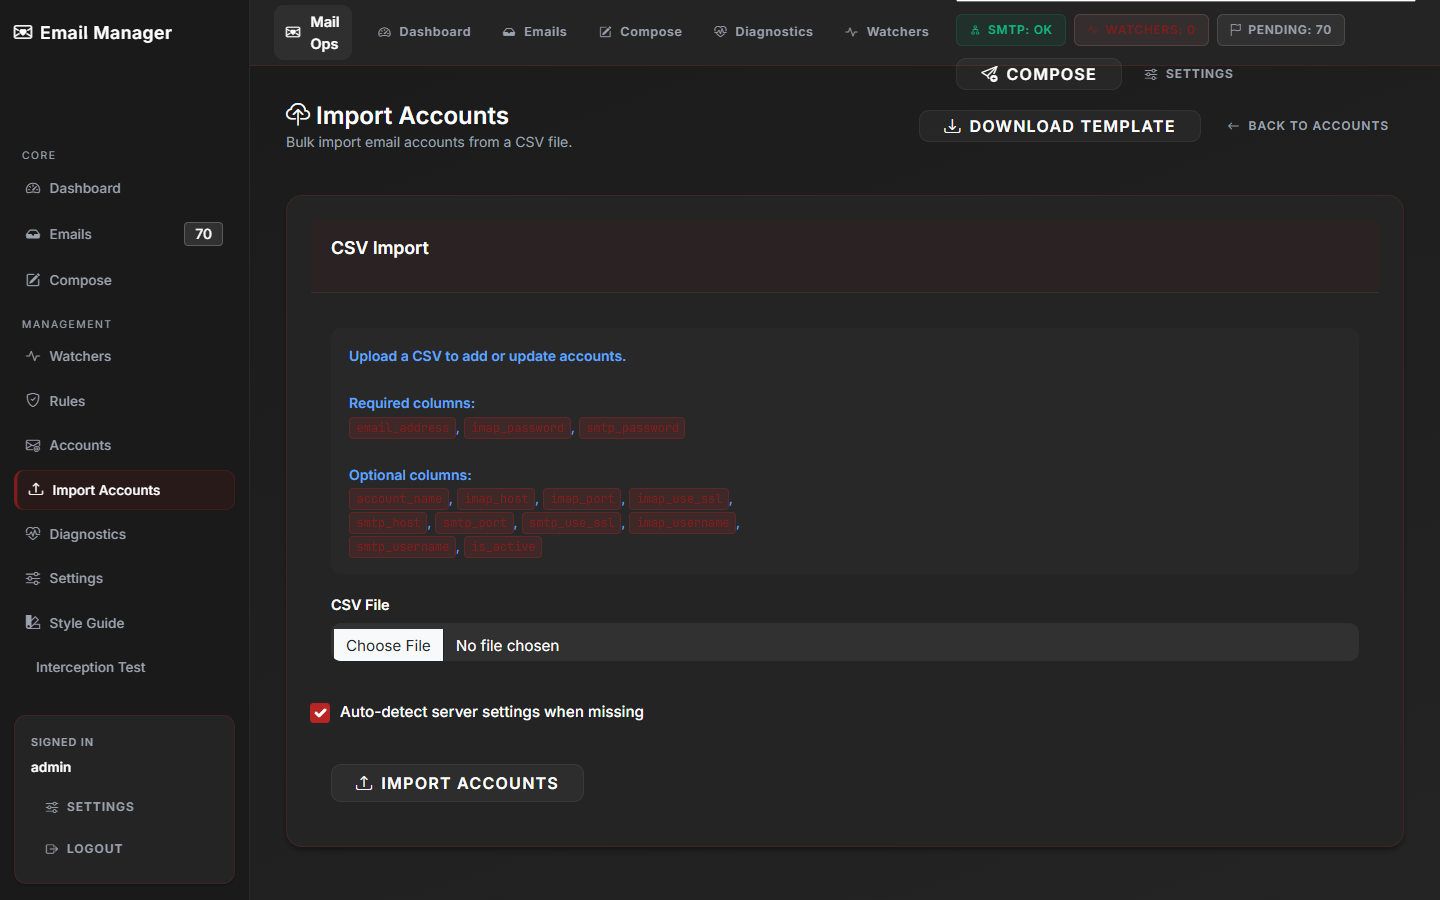 Email Manager
CORE
Dashboard
Emails
70
Compose
MANAGEMENT
Watchers
Rules
Accounts
Import Accounts
Diagnostics
Settings
Style Guide
Interception Test
SIGNED IN
admin
SETTINGS
LOGOUT
Mail
Ops
Dashboard
Emails
Compose
Diagnostics
Watchers
SMTP: OK
WATCHERS: 0
PENDING: 70
COMPOSE
SETTINGS
Import Accounts
Bulk import email accounts from a CSV file.
DOWNLOAD TEMPLATE
← BACK TO ACCOUNTS
CSV Import
Upload a CSV to add or update accounts.
Required columns:
email_address, imap_password, smtp_password
Optional columns:
account_name, imap_host, imap_port, imap_use_ssl,
smtp_host, smtp_port, smtp_use_ssl, imap_username,
smtp_username, is_active
CSV File
Choose File No file chosen
Auto-detect server settings when missing
IMPORT ACCOUNTS